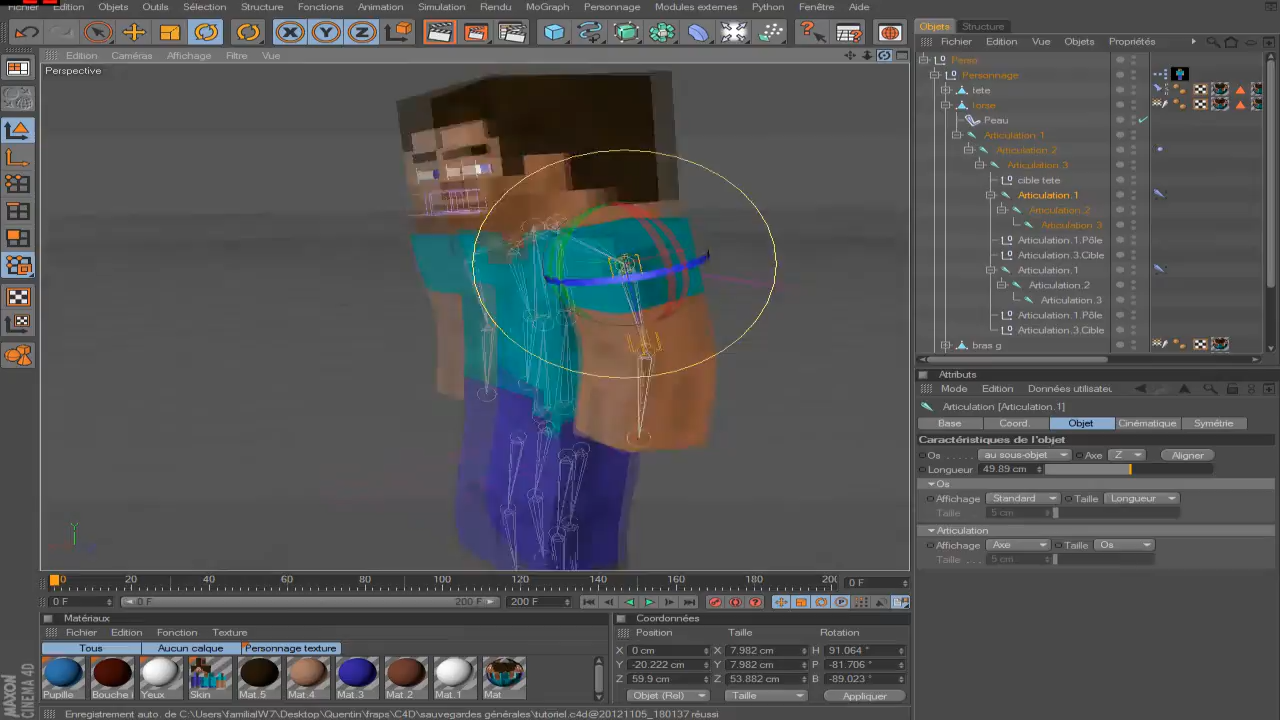 Fichier Edition Objets Outils Sélection Structure Fonctions Animation Simulation Rendu MoGraph Personnage Modules externes Python Fenêtre Aide
Edition Caméras Affichage Filtre Vue
Perspective
Objets Structure
Fichier Edition Vue Objets Propriétés
Perso
Personnage
tete
Torse
Peau
Articulation.1
Articulation.2
Articulation.3
cible tete
Articulation.1
Articulation.2
Articulation.3
Articulation.1.Pôle
Articulation.3.Cible
Articulation.1
Articulation.2
Articulation.3
Articulation.1.Pôle
Articulation.3.Cible
bras g
Attributs
Mode Edition Données utilisateu
Articulation [Articulation.1]
Base Coord. Objet Cinématique Symétrie
Caractéristiques de l'objet
Os . . . . . au sous-objet Axe Z Aligner
Longueur 49.89 cm
Os
Affichage Standard Taille Longueur
Taille 5 cm
Articulation
Affichage Axe Taille Os
Taille 5 cm
Y
0 20 40 60 80 100 120 140 160 180 20 0 F
0 F 0 F 200 F 200 F
Matériaux
Fichier Edition Fonction Texture
Tous Aucun calque Personnage texture
Pupille Bouche Yeux Skin Mat.5 Mat.4 Mat.3 Mat.2 Mat.1 Mat
Coordonnées
Position Taille Rotation
X 0 cm X 7.982 cm H 91.064 °
Y -20.222 cm Y 7.982 cm P -81.706 °
Z 59.9 cm Z 53.882 cm B -89.023 °
Objet (Rel) Taille Appliquer
MAXON
CINEMA 4D
Enregistrement auto. de C:\Users\familialW7\Desktop\Quentin\fraps\C4D\sauvegardes générales\tutoriel.c4d@20121105_180137 réussi